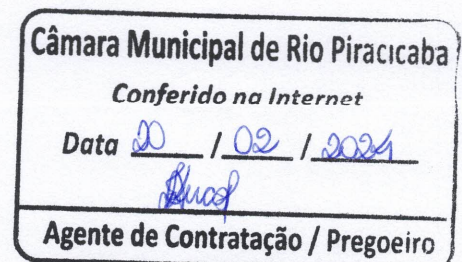 Câmara Municipal de Rio Piracicaba
Conferido na Internet
Data 20 / 02 / 2024
Agente de Contratação / Pregoeiro